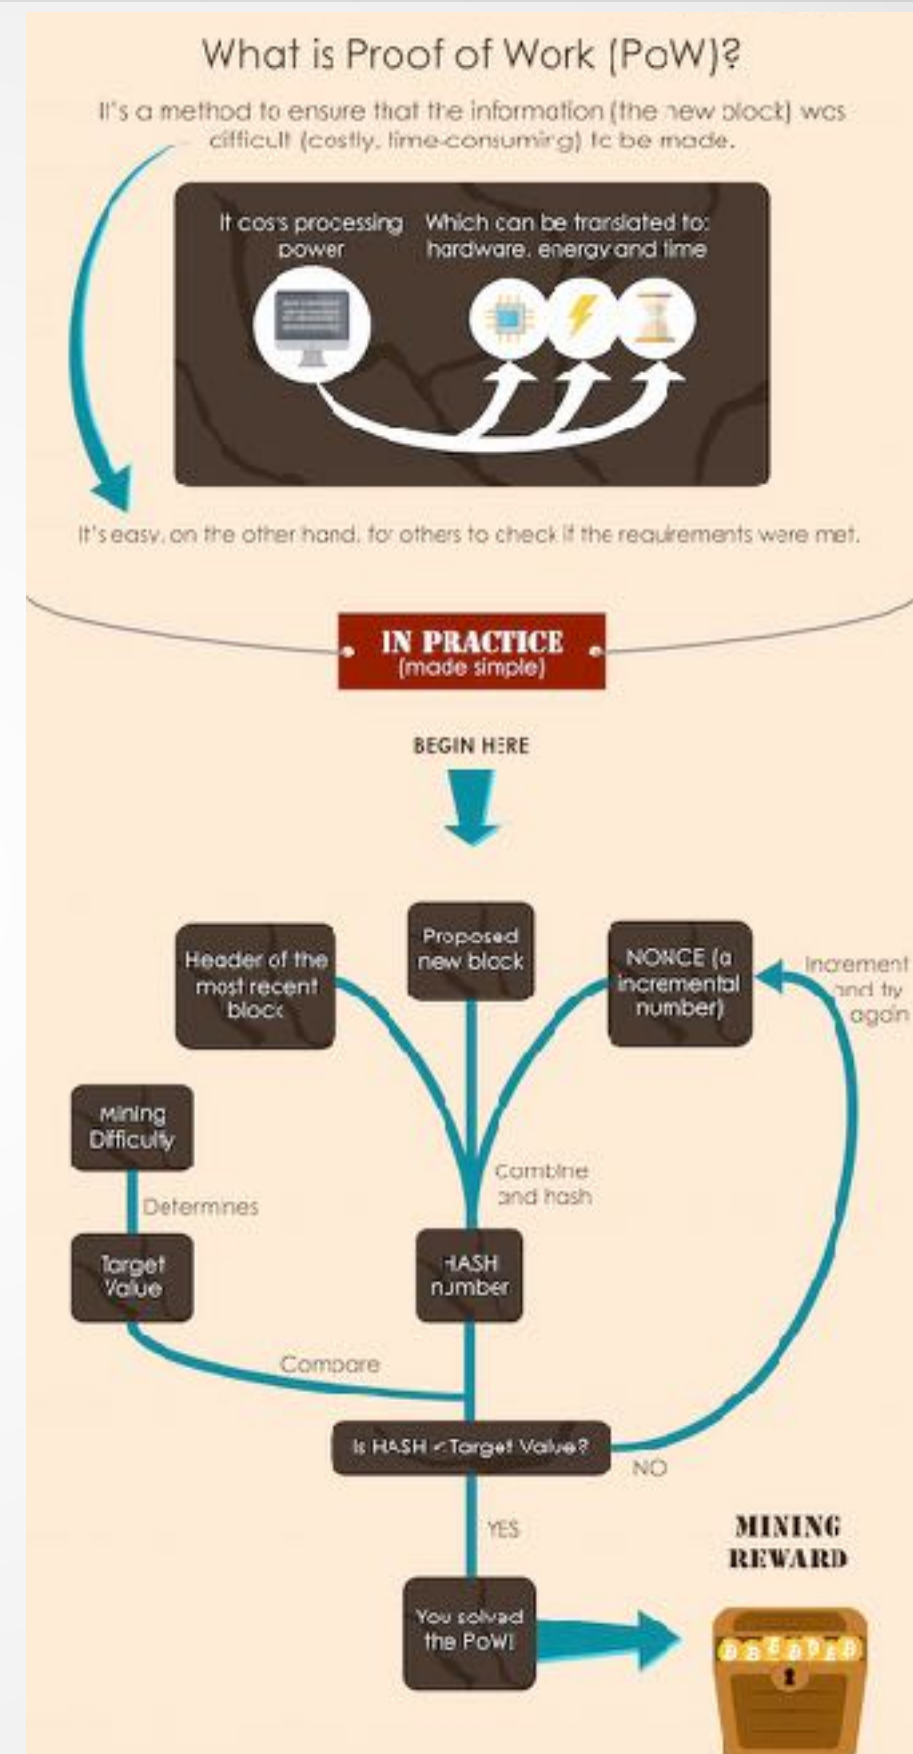 What is Proof of Work (PoW)?
It's a method to ensure that the information (the new block) was
difficult (costly, time-consuming) to be made.
It costs processing
power
Which can be translated to:
hardware, energy and time
It's easy, on the other hand, for others to check if the requirements were met.
IN PRACTICE
(made simple)
BEGIN HERE
Header of the
most recent
block
Proposed
new block
NONCE (a
incremental
number)
Increment
and try
again
Mining
Difficulty
Determines
Combine
and hash
Target
Value
HASH
number
Compare
Is HASH < Target Value?
NO
YES
MINING
REWARD
You solved
the PoW!